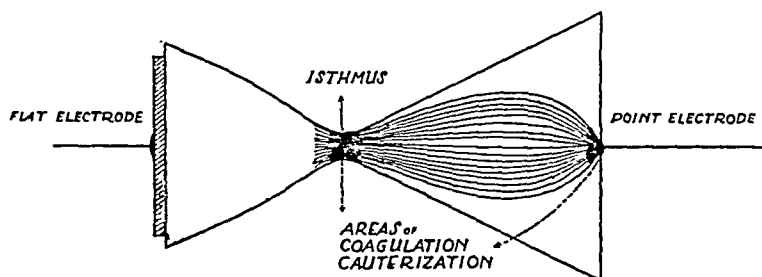 ISTHMUS
FLAT ELECTRODE
POINT ELECTRODE
AREAS OF
COAGULATION
CAUTERIZATION